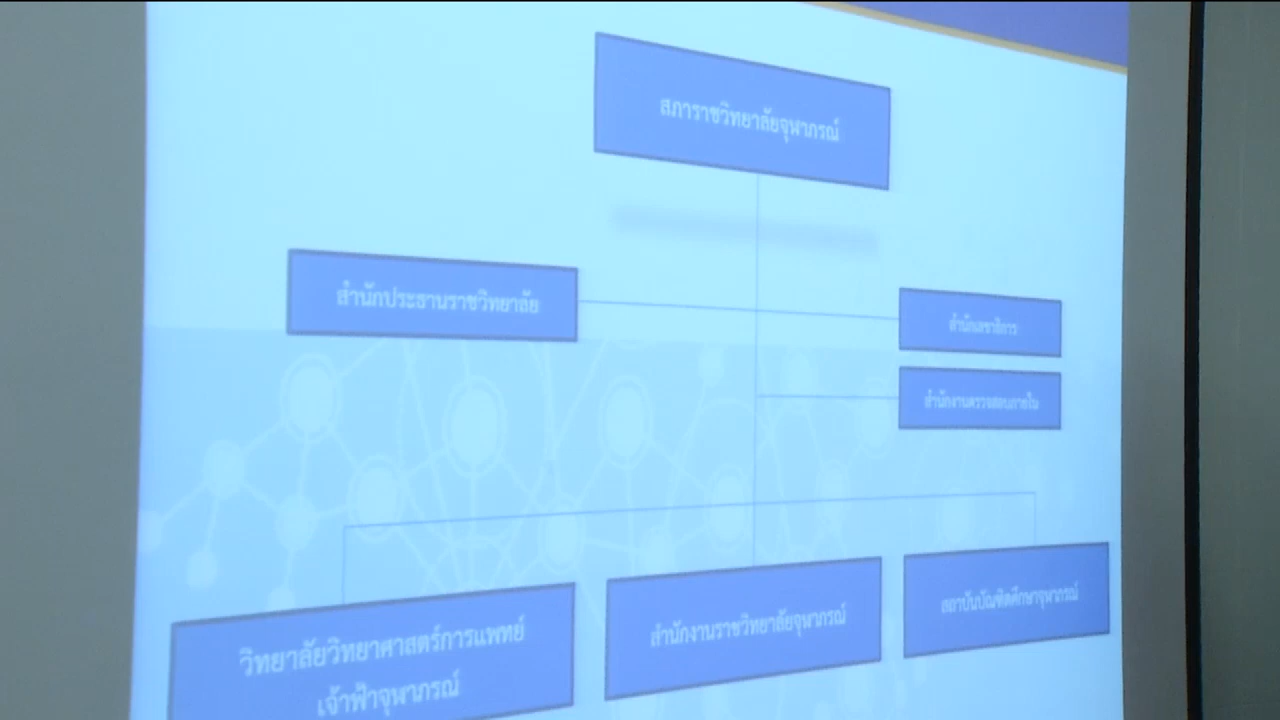 สภาราชวิทยาลัยจุฬาภรณ์
สำนักประธานราชวิทยาลัย
สำนักเลขาธิการ
สำนักงานตรวจสอบภายใน
วิทยาลัยวิทยาศาสตร์การแพทย์
เจ้าฟ้าจุฬาภรณ์
สำนักงานราชวิทยาลัยจุฬาภรณ์
สถาบันบัณฑิตศึกษาจุฬาภรณ์